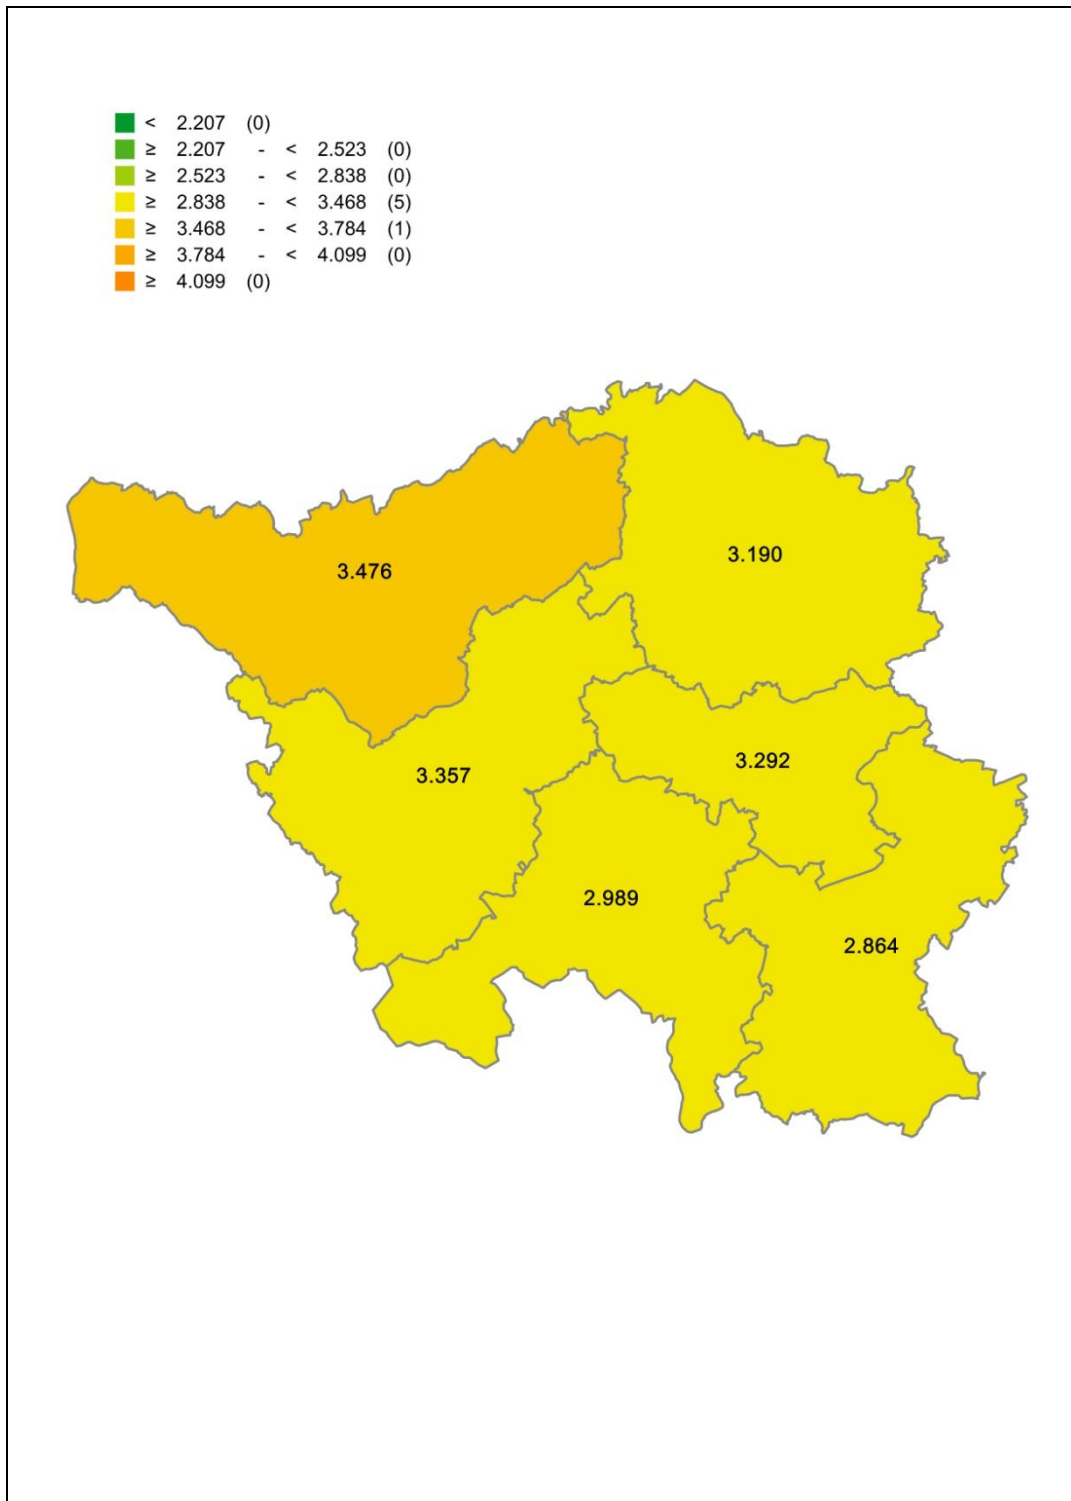 < 2.207 (0)
≥ 2.207 - < 2.523 (0)
≥ 2.523 - < 2.838 (0)
≥ 2.838 - < 3.468 (5)
≥ 3.468 - < 3.784 (1)
≥ 3.784 - < 4.099 (0)
≥ 4.099 (0)
3.190
3.476
3.292
3.357
2.989
2.864